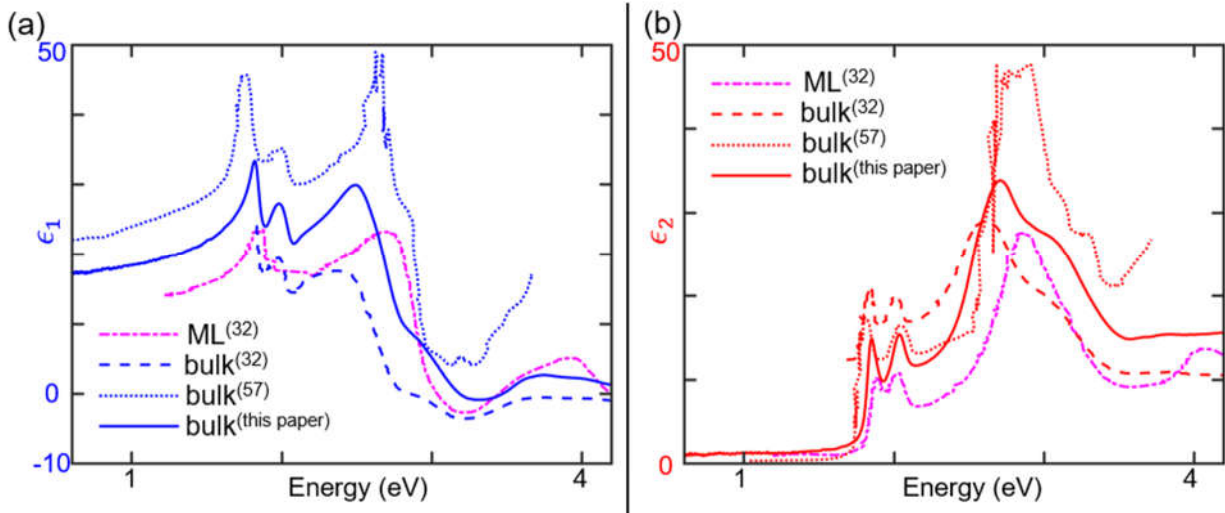 (a)
50
ϵ1
0
-10
ML(32)
bulk(32)
bulk(57)
bulk(this paper)
1
4
Energy (eV)
(b)
50
ϵ2
0
ML(32)
bulk(32)
bulk(57)
bulk(this paper)
1
4
Energy (eV)